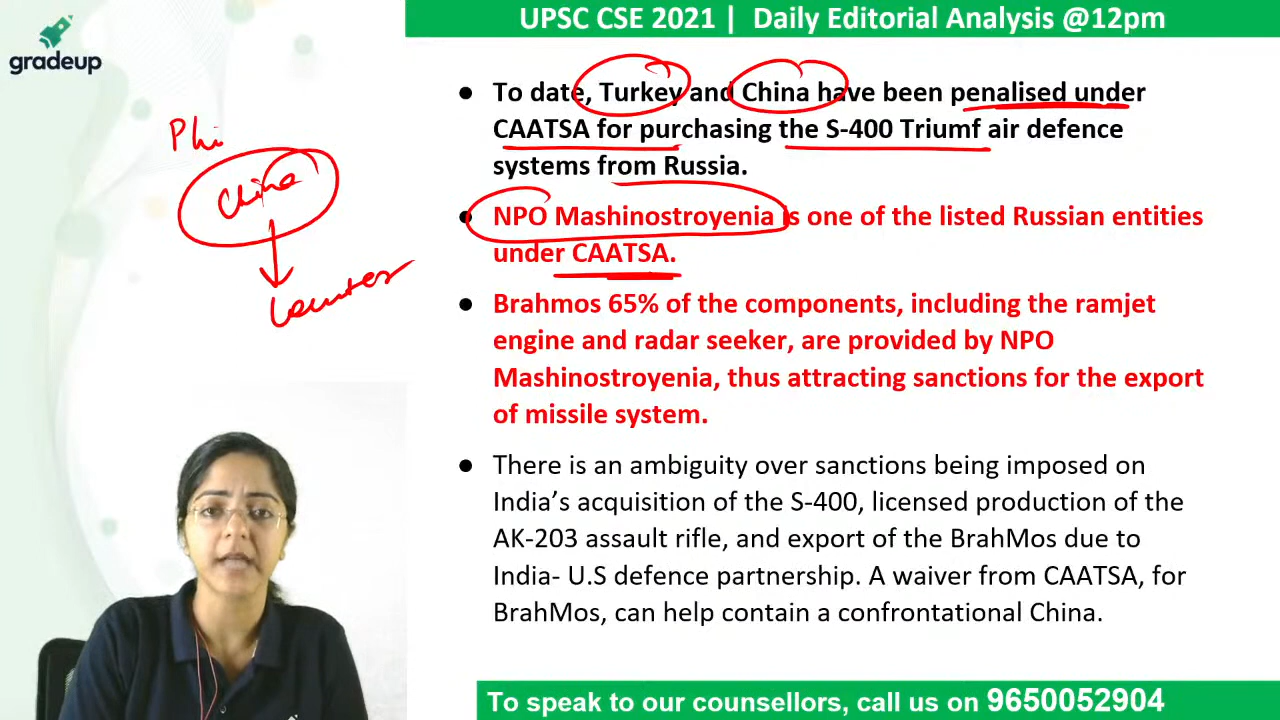 UPSC CSE 2021 | Daily Editorial Analysis @12pm
gradeup
● To date, Turkey and China have been penalised under
CAATSA for purchasing the S-400 Triumf air defence
systems from Russia.
● NPO Mashinostroyenia is one of the listed Russian entities
under CAATSA.
● Brahmos 65% of the components, including the ramjet
engine and radar seeker, are provided by NPO
Mashinostroyenia, thus attracting sanctions for the export
of missile system.
● There is an ambiguity over sanctions being imposed on
India’s acquisition of the S-400, licensed production of the
AK-203 assault rifle, and export of the BrahMos due to
India- U.S defence partnership. A waiver from CAATSA, for
BrahMos, can help contain a confrontational China.
Phi
China
counter
To speak to our counsellors, call us on 9650052904